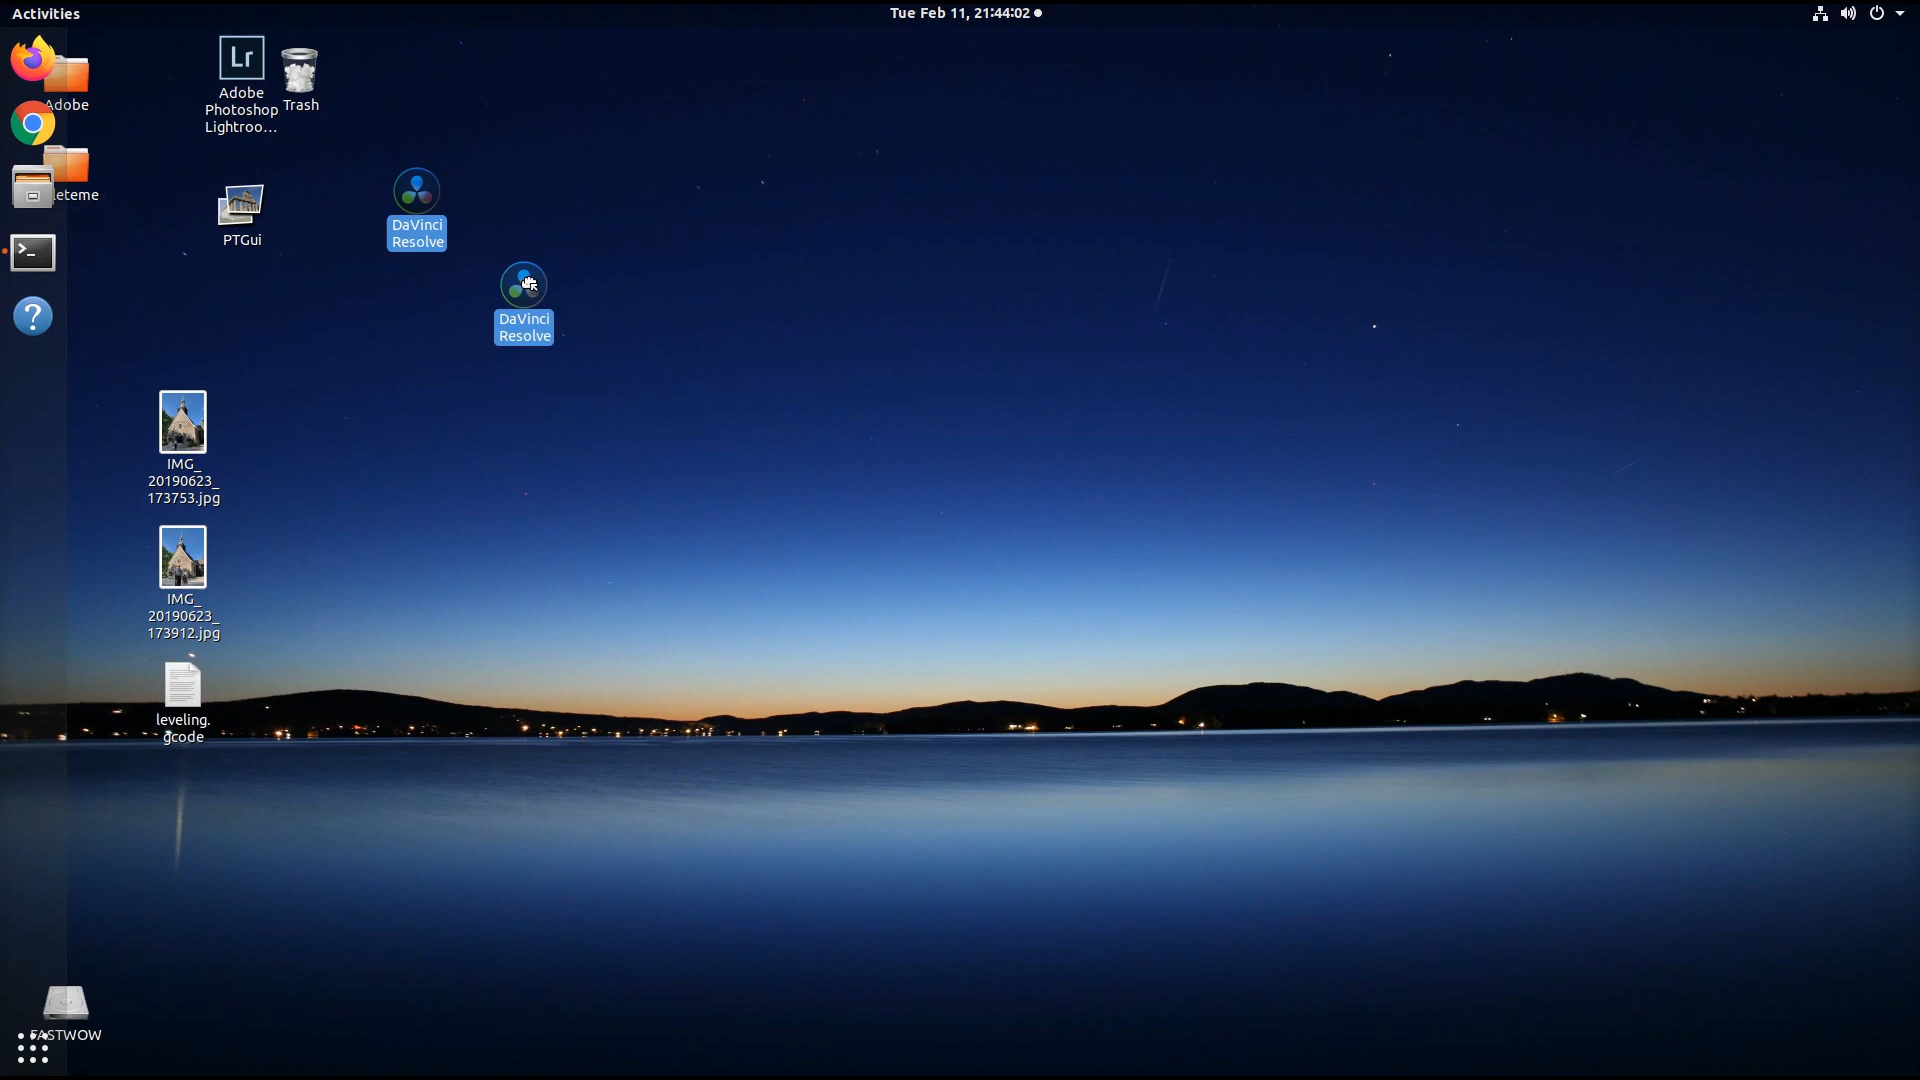 Activities
Tue Feb 11, 21:44:02
Lr
Adobe
Adobe
Photoshop
Lightroo...
Trash
eteme
PTGui
DaVinci
Resolve
DaVinci
Resolve
>_
?
IMG_
20190623_
173753.jpg
IMG_
20190623_
173912.jpg
leveling.
gcode
FASTWOW